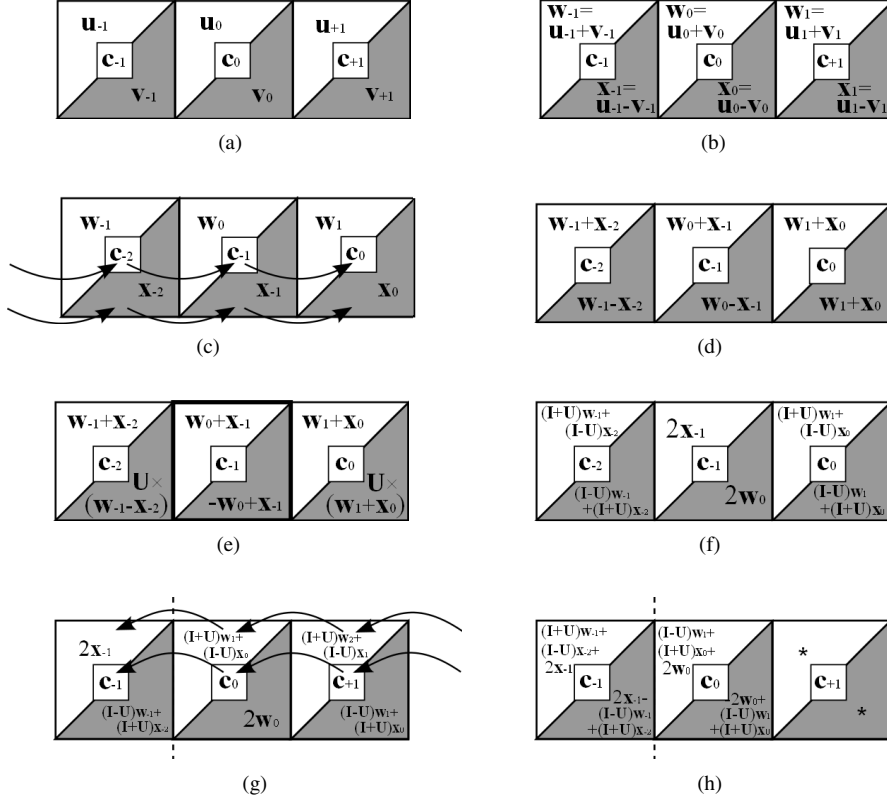 u-1 u0 u+1
c-1 c0 c+1
v-1 v0 v+1
(a)
w-1= w0= w1=
u-1+v-1 u0+v0 u1+v1
c-1 c0 c+1
x-1= x0= x1=
u-1-v-1 u0-v0 u1-v1
(b)
w-1 w0 w1
c-2 c-1 c0
x-2 x-1 x0
(c)
w-1+x-2 w0+x-1 w1+x0
c-2 c-1 c0
w-1-x-2 w0-x-1 w1+x0
(d)
w-1+x-2 w0+x-1 w1+x0
c-2 c-1 c0
U× U×
(w-1-x-2) -w0+x-1 (w1+x0)
(e)
(I+U)w-1+ 2x-1 (I+U)w1+
(I-U)x-2 (I-U)x0
c-2 c-1 c0
(I-U)w-1 2w0 (I-U)w1
+(I+U)x-2 +(I+U)x0
(f)
2x-1 (I+U)w1+ (I+U)w2+
(I-U)x0 (I-U)x1
c-1 c0 c+1
(I-U)w-1+ 2w0 (I-U)w1+
(I+U)x-2 (I+U)x0
(g)
(I+U)w-1+ (I-U)w1+
(I-U)x-2+ (I+U)x0+ *
2x-1 2w0
c-1 c0 c+1
2x-1- -2w0+ *
(I-U)w-1 (I-U)w1
+(I+U)x-2 +(I+U)x0
(h)